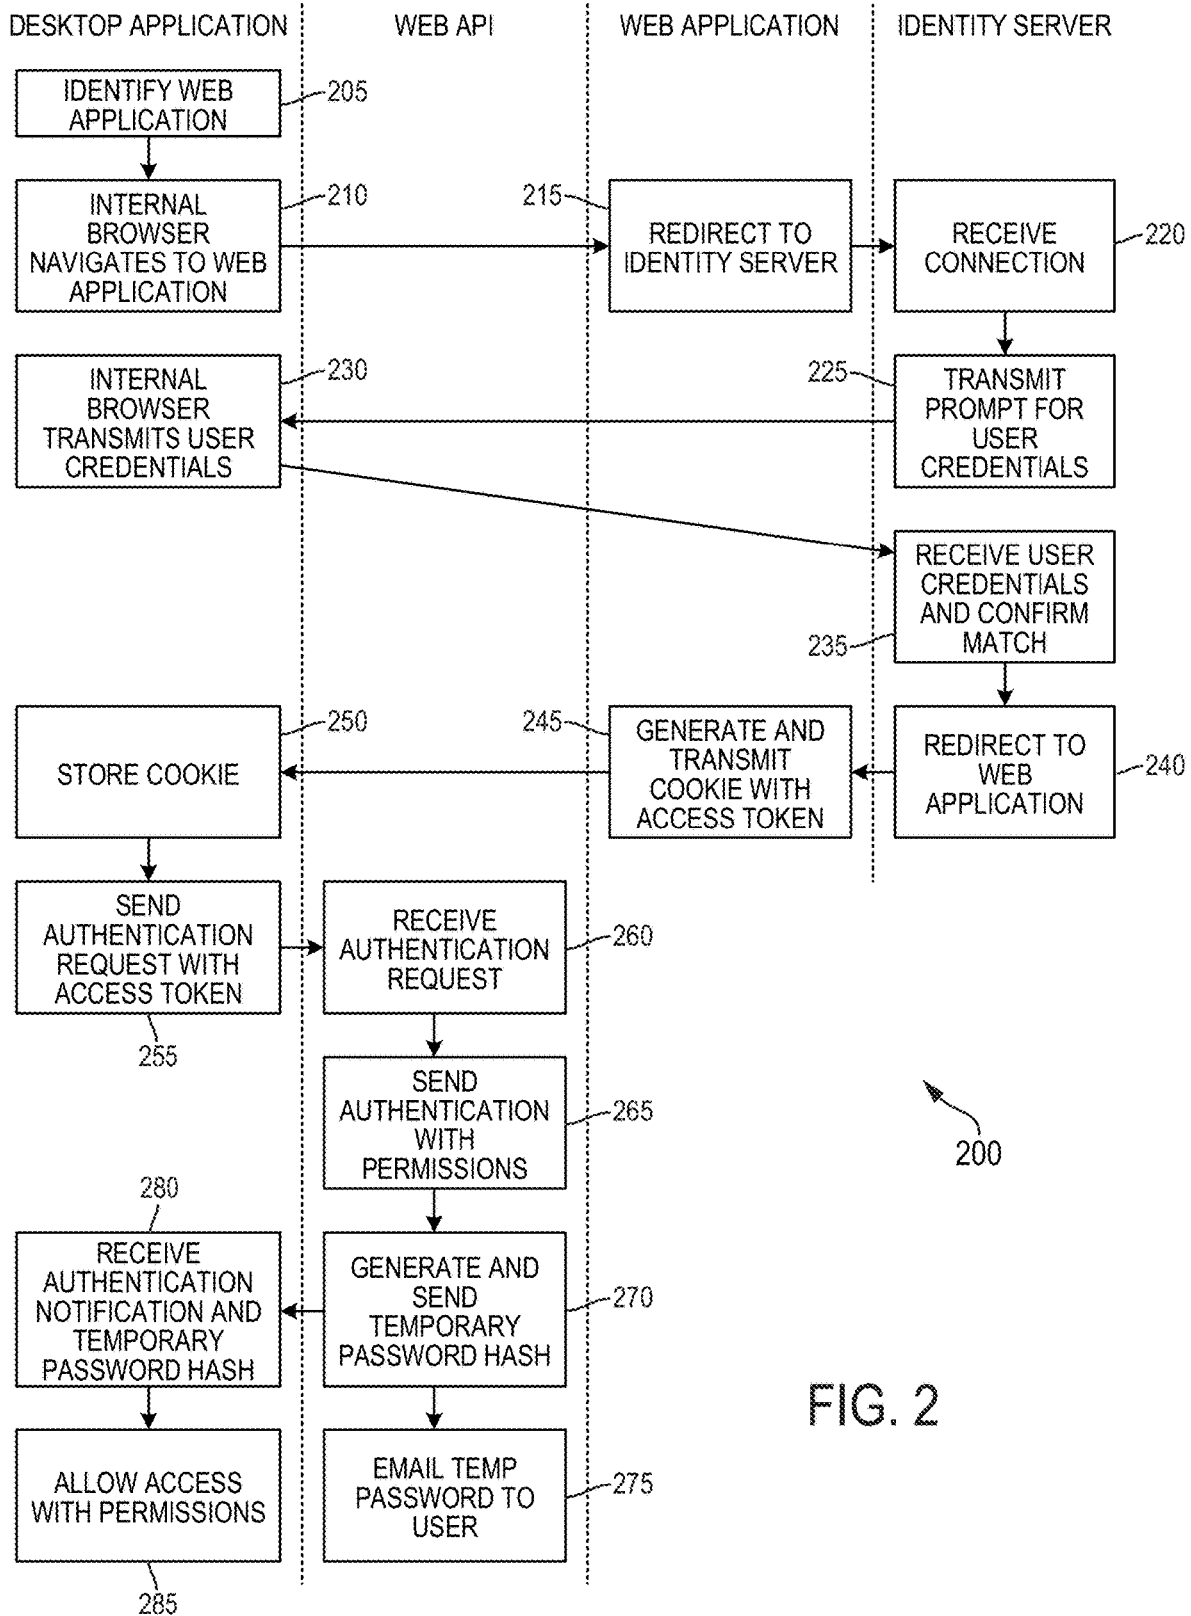 DESKTOP APPLICATION
WEB API
WEB APPLICATION
IDENTITY SERVER
IDENTIFY WEB
APPLICATION
205
INTERNAL
BROWSER
NAVIGATES TO WEB
APPLICATION
210
215
REDIRECT TO
IDENTITY SERVER
RECEIVE
CONNECTION
220
INTERNAL
BROWSER
TRANSMITS USER
CREDENTIALS
230
225
TRANSMIT
PROMPT FOR
USER
CREDENTIALS
RECEIVE USER
CREDENTIALS
AND CONFIRM
MATCH
235
STORE COOKIE
250
245
GENERATE AND
TRANSMIT
COOKIE WITH
ACCESS TOKEN
REDIRECT TO
WEB
APPLICATION
240
SEND
AUTHENTICATION
REQUEST WITH
ACCESS TOKEN
255
RECEIVE
AUTHENTICATION
REQUEST
260
SEND
AUTHENTICATION
WITH
PERMISSIONS
265
200
280
RECEIVE
AUTHENTICATION
NOTIFICATION AND
TEMPORARY
PASSWORD HASH
GENERATE AND
SEND
TEMPORARY
PASSWORD HASH
270
FIG. 2
ALLOW ACCESS
WITH PERMISSIONS
285
EMAIL TEMP
PASSWORD TO
USER
275